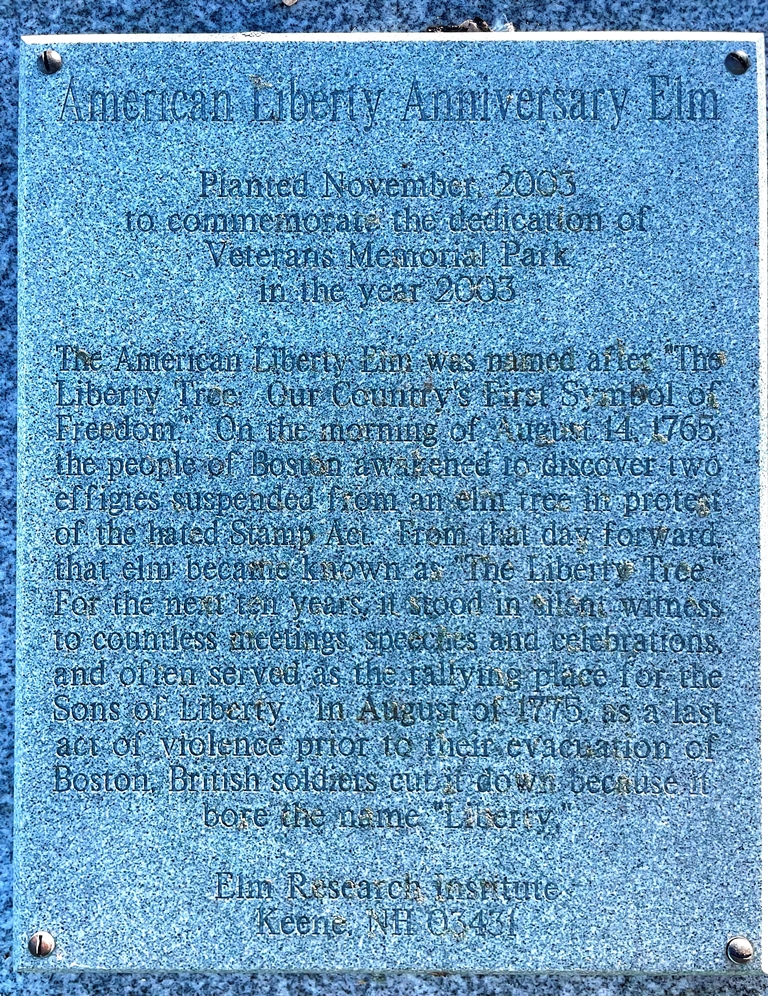 American Liberty Anniversary Elm
Planted November, 2003
to commemorate the dedication of
Veterans Memorial Park
in the year 2003
The American Liberty Elm was named after "The
Liberty Tree: Our Country's First Symbol of
Freedom." On the morning of August 14, 1765,
the people of Boston awakened to discover two
effigies suspended from an elm tree in protest
of the hated Stamp Act. From that day forward,
that elm became known as "The Liberty Tree."
For the next ten years, it stood in silent witness
to countless meetings, speeches and celebrations,
and often served as the rallying place for the
Sons of Liberty. In August of 1775, as a last
act of violence prior to their evacuation of
Boston, British soldiers cut it down because it
bore the name "Liberty."
Elm Research Institute
Keene, NH 03431